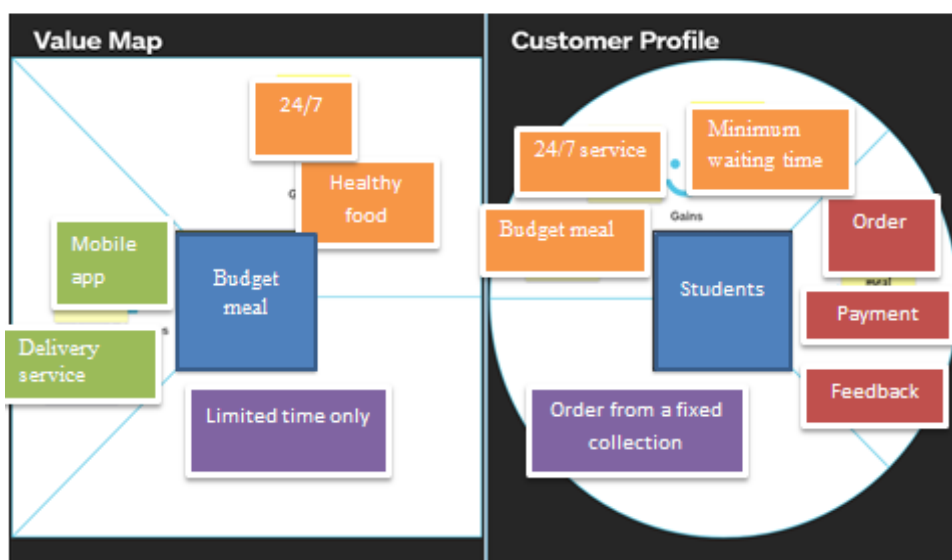 Value Map
24/7
Healthy
food
Mobile
app
Budget
meal
Delivery
service
Limited time only
Customer Profile
24/7 service
Minimum
waiting time
Gains
Budget meal
Order
meal
Students
Payment
Feedback
Order from a fixed
collection